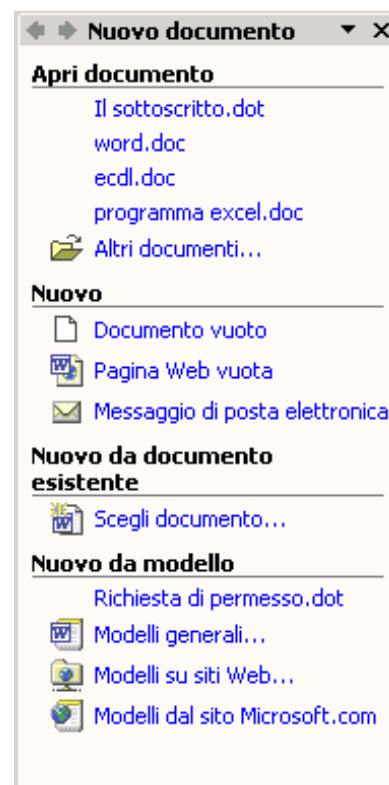 Nuovo documento
Apri documento
Il sottoscritto.dot
word.doc
ecdl.doc
programma excel.doc
Altri documenti...
Nuovo
Documento vuoto
Pagina Web vuota
Messaggio di posta elettronica
Nuovo da documento
esistente
Scegli documento...
Nuovo da modello
Richiesta di permesso.dot
Modelli generali...
Modelli su siti Web...
Modelli dal sito Microsoft.com